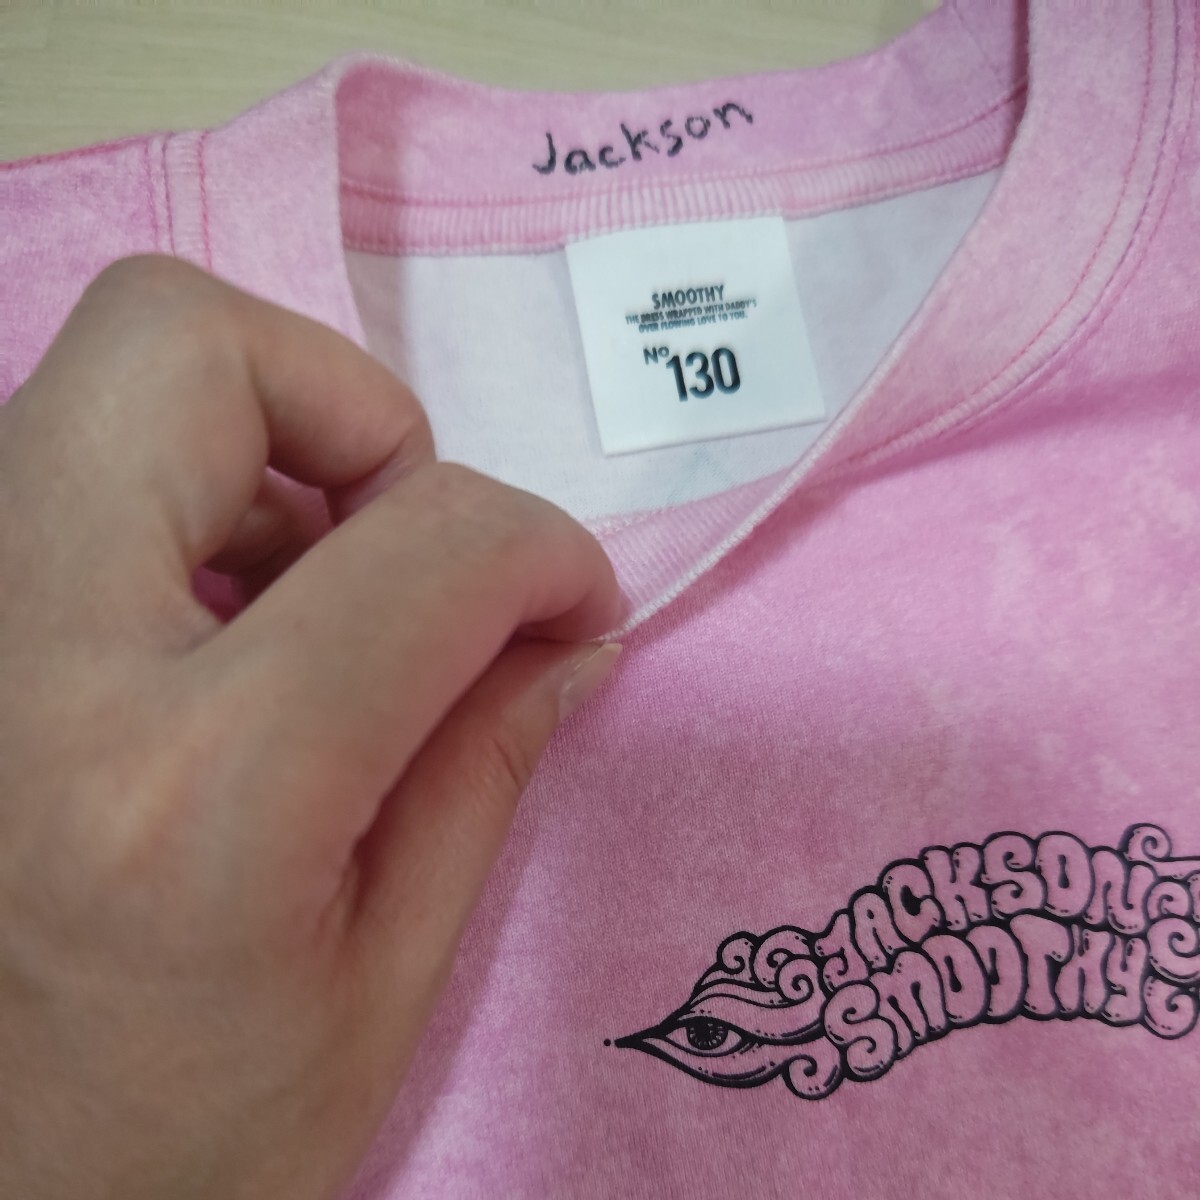 Jackson
SMOOTHY
THE DRESS WRAPPED WITH DADDY'S
OVER FLOWING LOVE TO YOU.
No 130
JACKSON
SMOOTHY